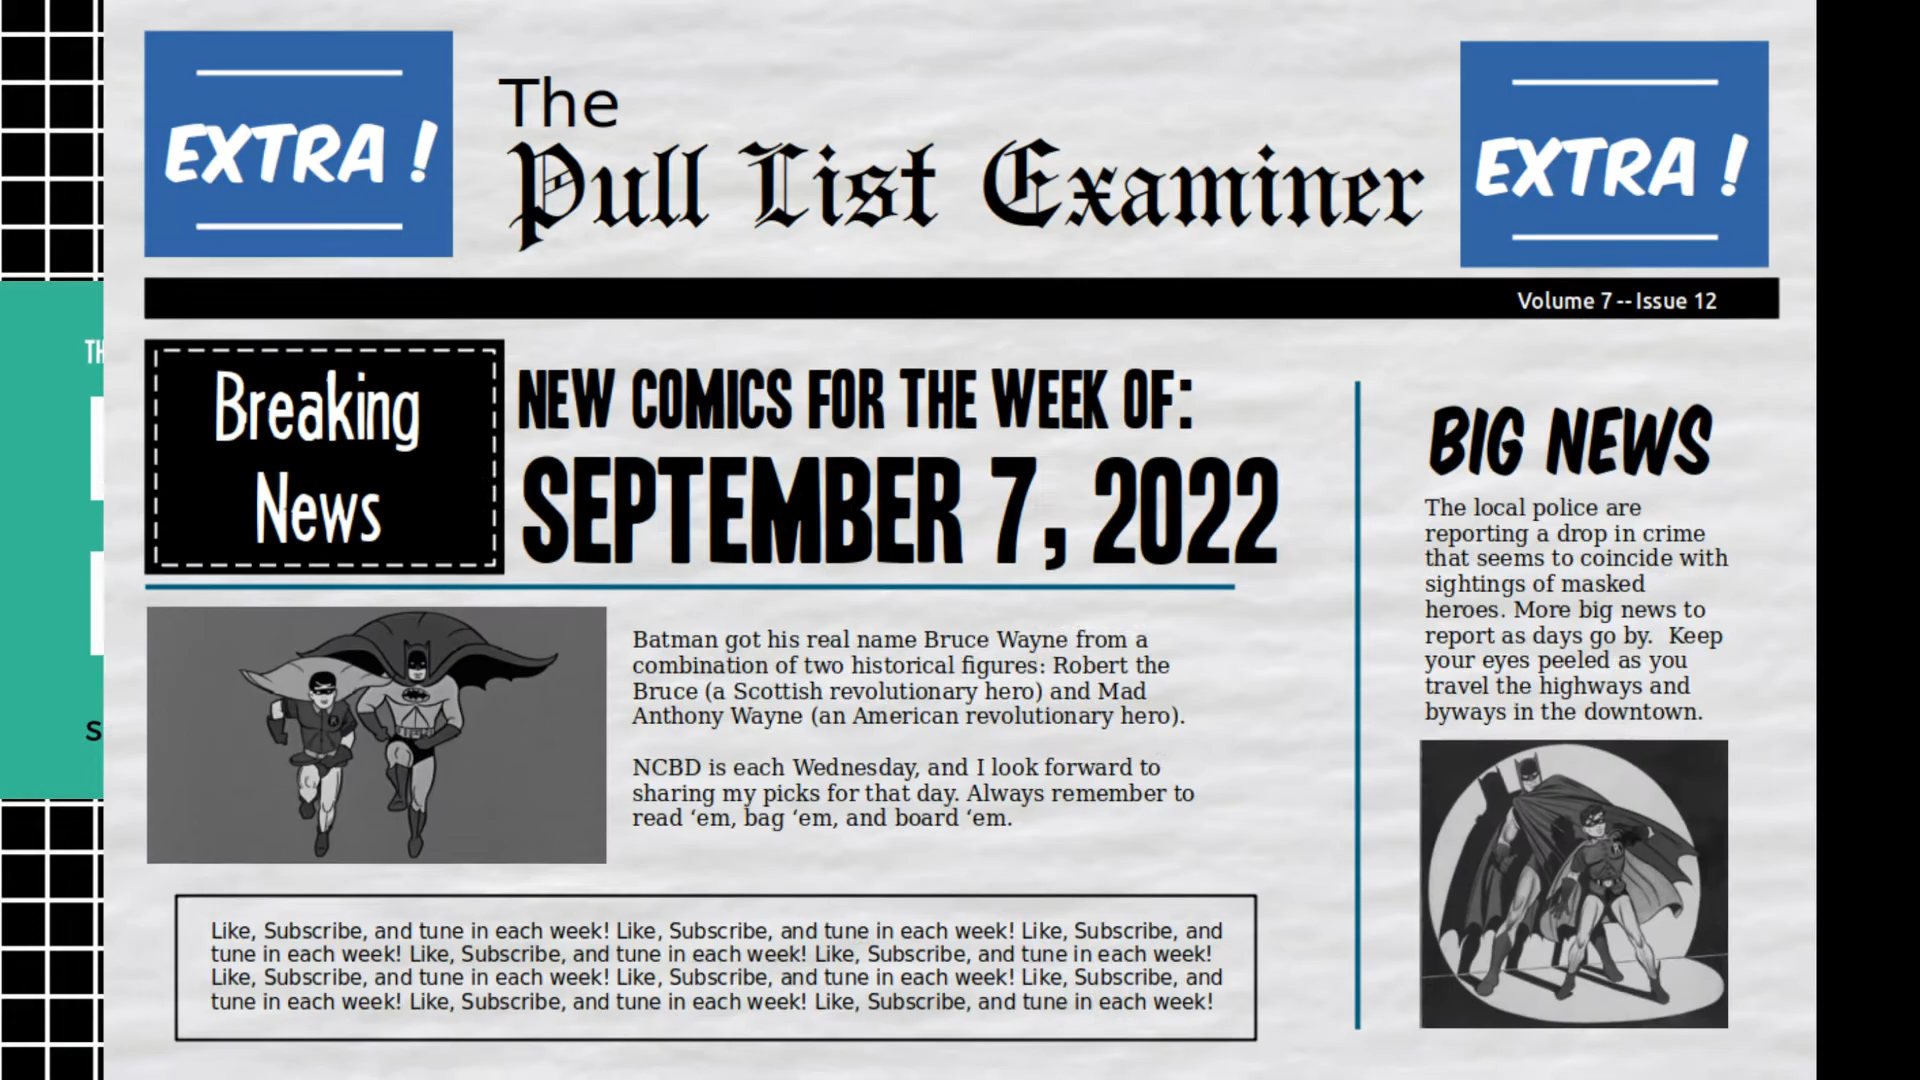 EXTRA !
The
Pull List Examiner
EXTRA !
Volume 7 -- Issue 12
Breaking
News
NEW COMICS FOR THE WEEK OF:
SEPTEMBER 7, 2022
Batman got his real name Bruce Wayne from a
combination of two historical figures: Robert the
Bruce (a Scottish revolutionary hero) and Mad
Anthony Wayne (an American revolutionary hero).
NCBD is each Wednesday, and I look forward to
sharing my picks for that day. Always remember to
read ‘em, bag ‘em, and board ‘em.
Like, Subscribe, and tune in each week! Like, Subscribe, and tune in each week! Like, Subscribe, and
tune in each week! Like, Subscribe, and tune in each week! Like, Subscribe, and tune in each week!
Like, Subscribe, and tune in each week! Like, Subscribe, and tune in each week! Like, Subscribe, and
tune in each week! Like, Subscribe, and tune in each week! Like, Subscribe, and tune in each week!
BIG NEWS
The local police are
reporting a drop in crime
that seems to coincide with
sightings of masked
heroes. More big news to
report as days go by. Keep
your eyes peeled as you
travel the highways and
byways in the downtown.